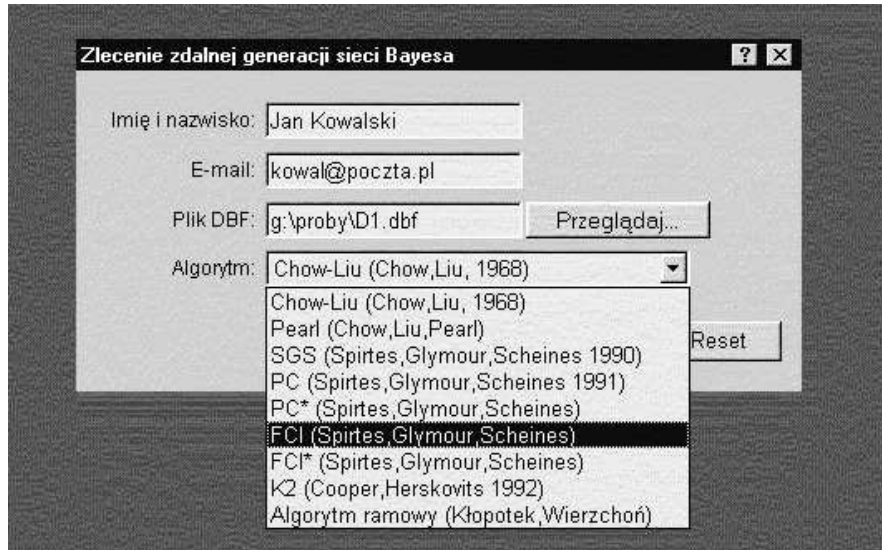 Zlecenie zdalnej generacji sieci Bayesa
Imię i nazwisko: Jan Kowalski
E-mail: kowal@poczta.pl
Plik DBF: g:\proby\D1.dbf Przeglądaj...
Algorytm: Chow-Liu (Chow,Liu, 1968)
Chow-Liu (Chow,Liu, 1968)
Pearl (Chow,Liu,Pearl)
SGS (Spirtes,Glymour,Scheines 1990)
Reset
PC (Spirtes,Glymour,Scheines 1991)
PC* (Spirtes,Glymour,Scheines)
FCI (Spirtes,Glymour,Scheines)
FCI* (Spirtes,Glymour,Scheines)
K2 (Cooper,Herskovits 1992)
Algorytm ramowy (Kłopotek,Wierzchoń)